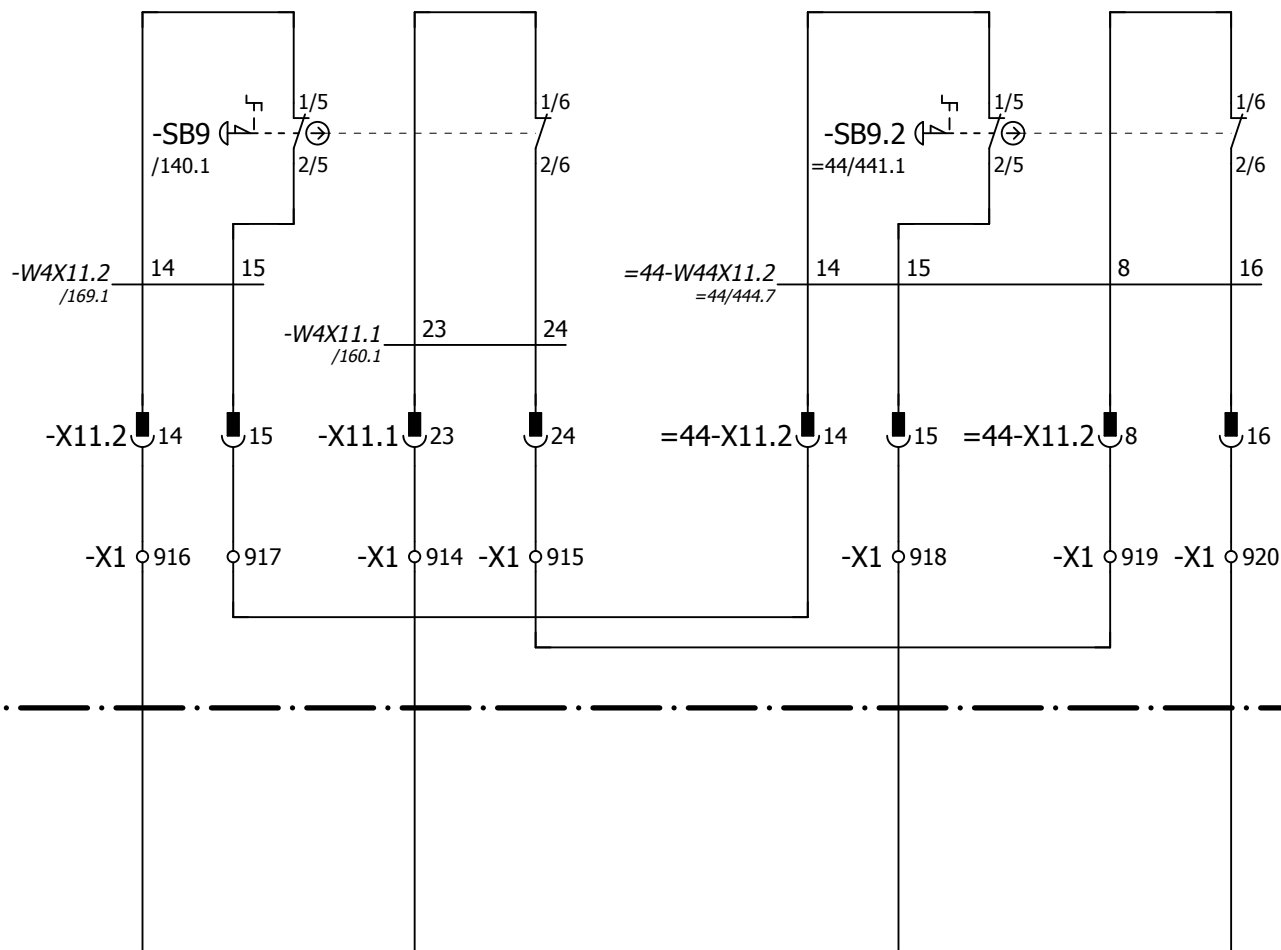 1/5 1/6 1/5 1/6
-SB9 -SB9.2
/140.1 2/5 2/6 =44/441.1 2/5 2/6
-W4X11.2 14 15 =44-W44X11.2 14 15 8 16
/169.1 =44/444.7
-W4X11.1 23 24
/160.1
-X11.2 14 15 -X11.1 23 24 =44-X11.2 14 15 =44-X11.2 8 16
-X1 916 917 -X1 914 -X1 915 -X1 918 -X1 919 -X1 920